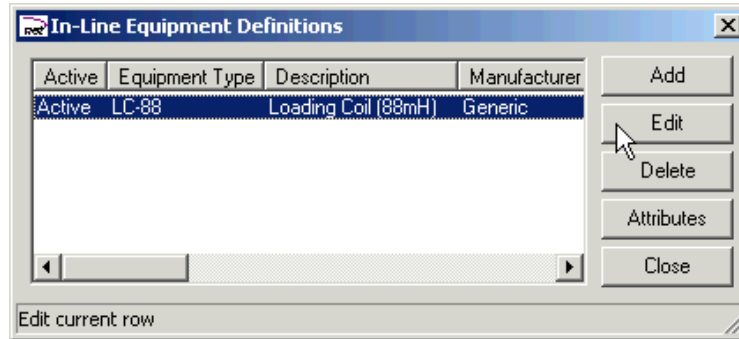 In-Line Equipment Definitions
Active Equipment Type Description Manufacturer
Active LC-88 Loading Coil (88mH) Generic
Add
Edit
Delete
Attributes
Close
Edit current row